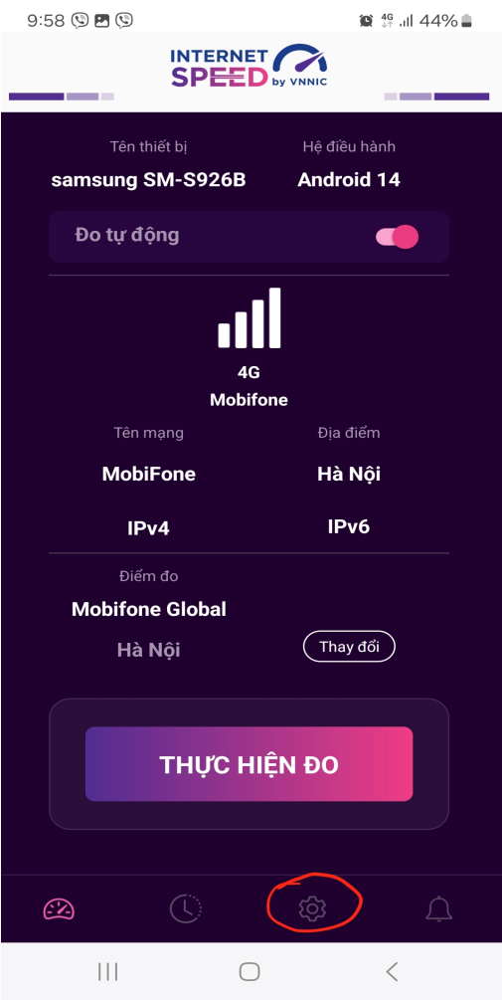 9:58 4G 44%
INTERNET
SPEED by VNNIC
Tên thiết bị Hệ điều hành
samsung SM-S926B Android 14
Đo tự động
4G
Mobifone
Tên mạng Địa điểm
MobiFone Hà Nội
IPv4 IPv6
Điểm đo
Mobifone Global
Hà Nội Thay đổi
THỰC HIỆN ĐO